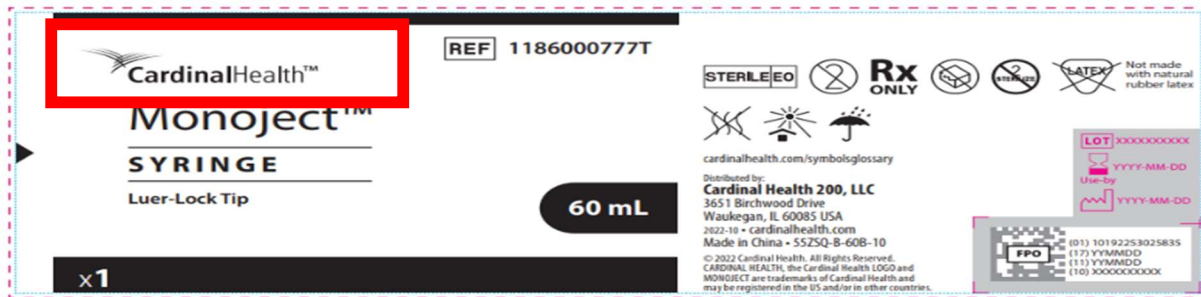 CardinalHealth™
REF 1186000777T
Monoject™
SYRINGE
Luer-Lock Tip
60 mL
x1
STERILE EO
2
Rx
ONLY
2
STERILIZE
LATEX
Not made
with natural
rubber latex
cardinalhealth.com/symbolsglossary
Distributed by:
Cardinal Health 200, LLC
3651 Birchwood Drive
Waukegan, IL 60085 USA
2022-10 • cardinalhealth.com
Made in China • SSZSQ-B-60B-10
© 2022 Cardinal Health. All Rights Reserved.
CARDINAL HEALTH, the Cardinal Health LOGO and
MONOJECT are trademarks of Cardinal Health and
may be registered in the US and/or in other countries.
LOT XXXXXXXXXX
YYYY-MM-DD
Use-by
YYYY-MM-DD
FPO
(01) 10192253025835
(17) YYMMDD
(11) YYMMDD
(10) XXXXXXXXXX